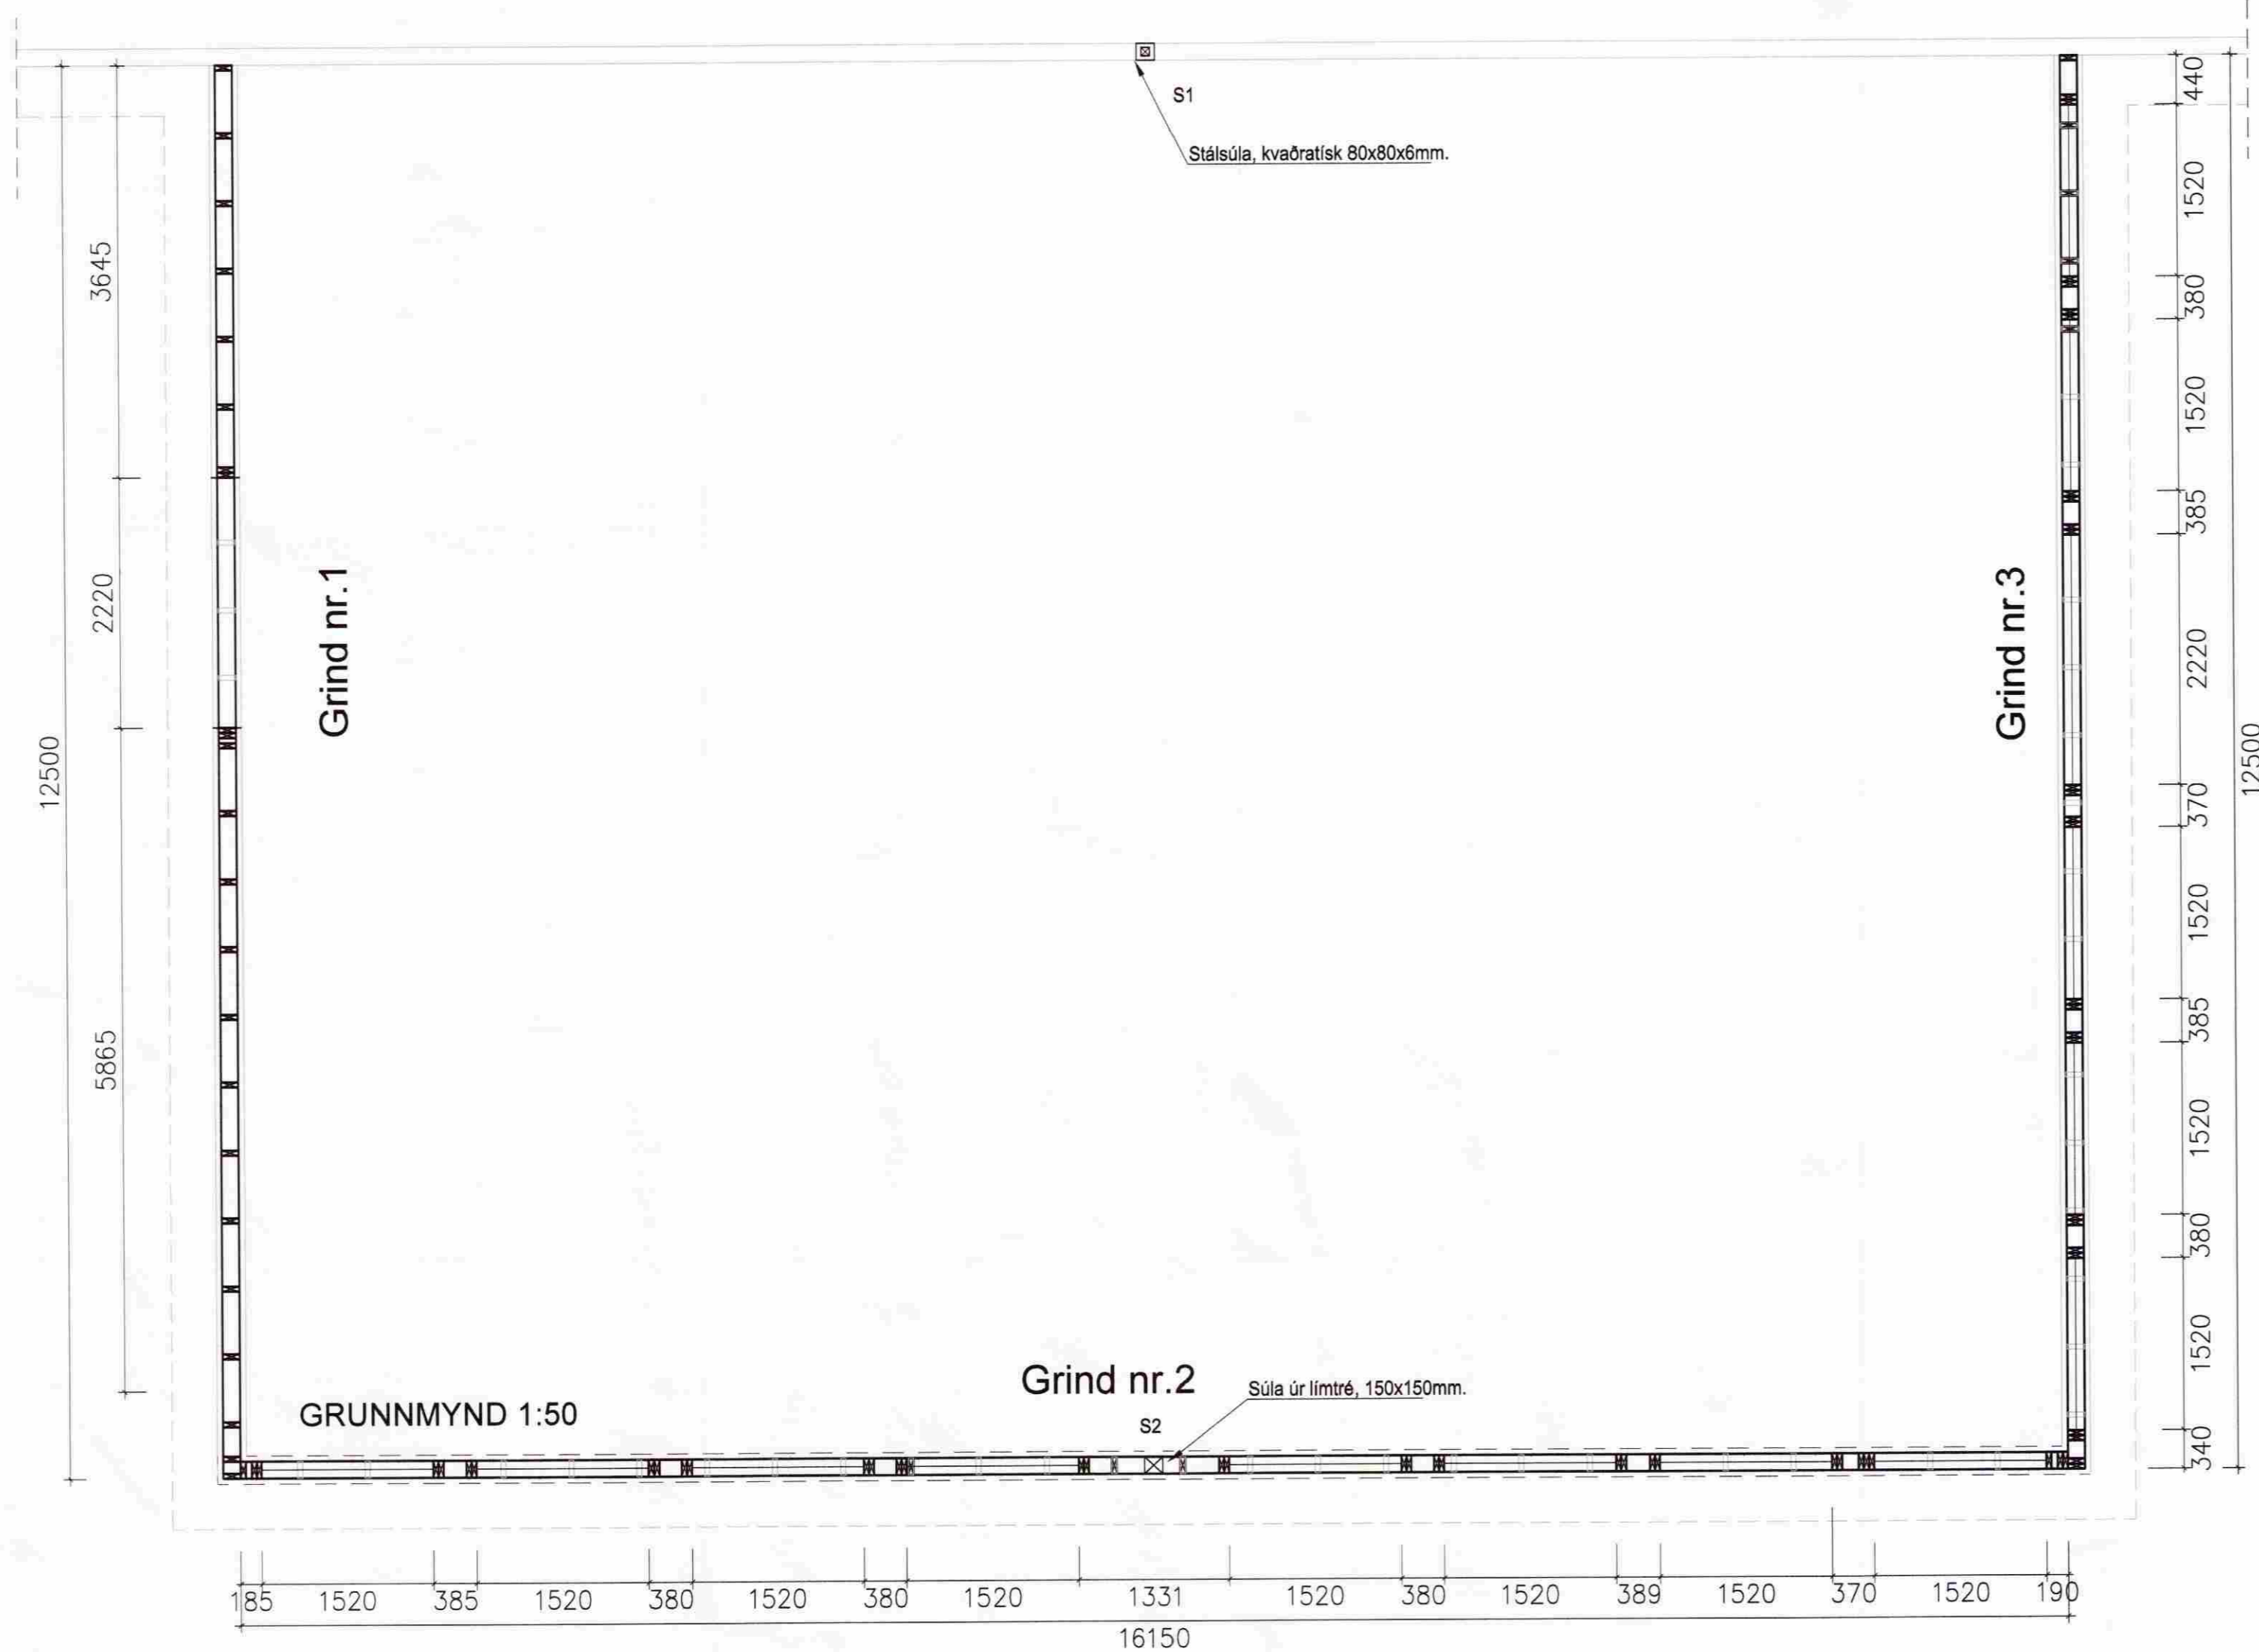 S1
Stálsúla, kvaðratísk 80x80x6mm.
12500
3645
2220
5865
Grind nr.1
Grind nr.3
440
1520
380
1520
385
2220
370
1520
385
1520
380
1520
340
12500
Grind nr.2
Súla úr límtré, 150x150mm.
S2
GRUNNMYND 1:50
185 1520 385 1520 380 1520 380 1520 1331 1520 380 1520 389 1520 370 1520 190
16150